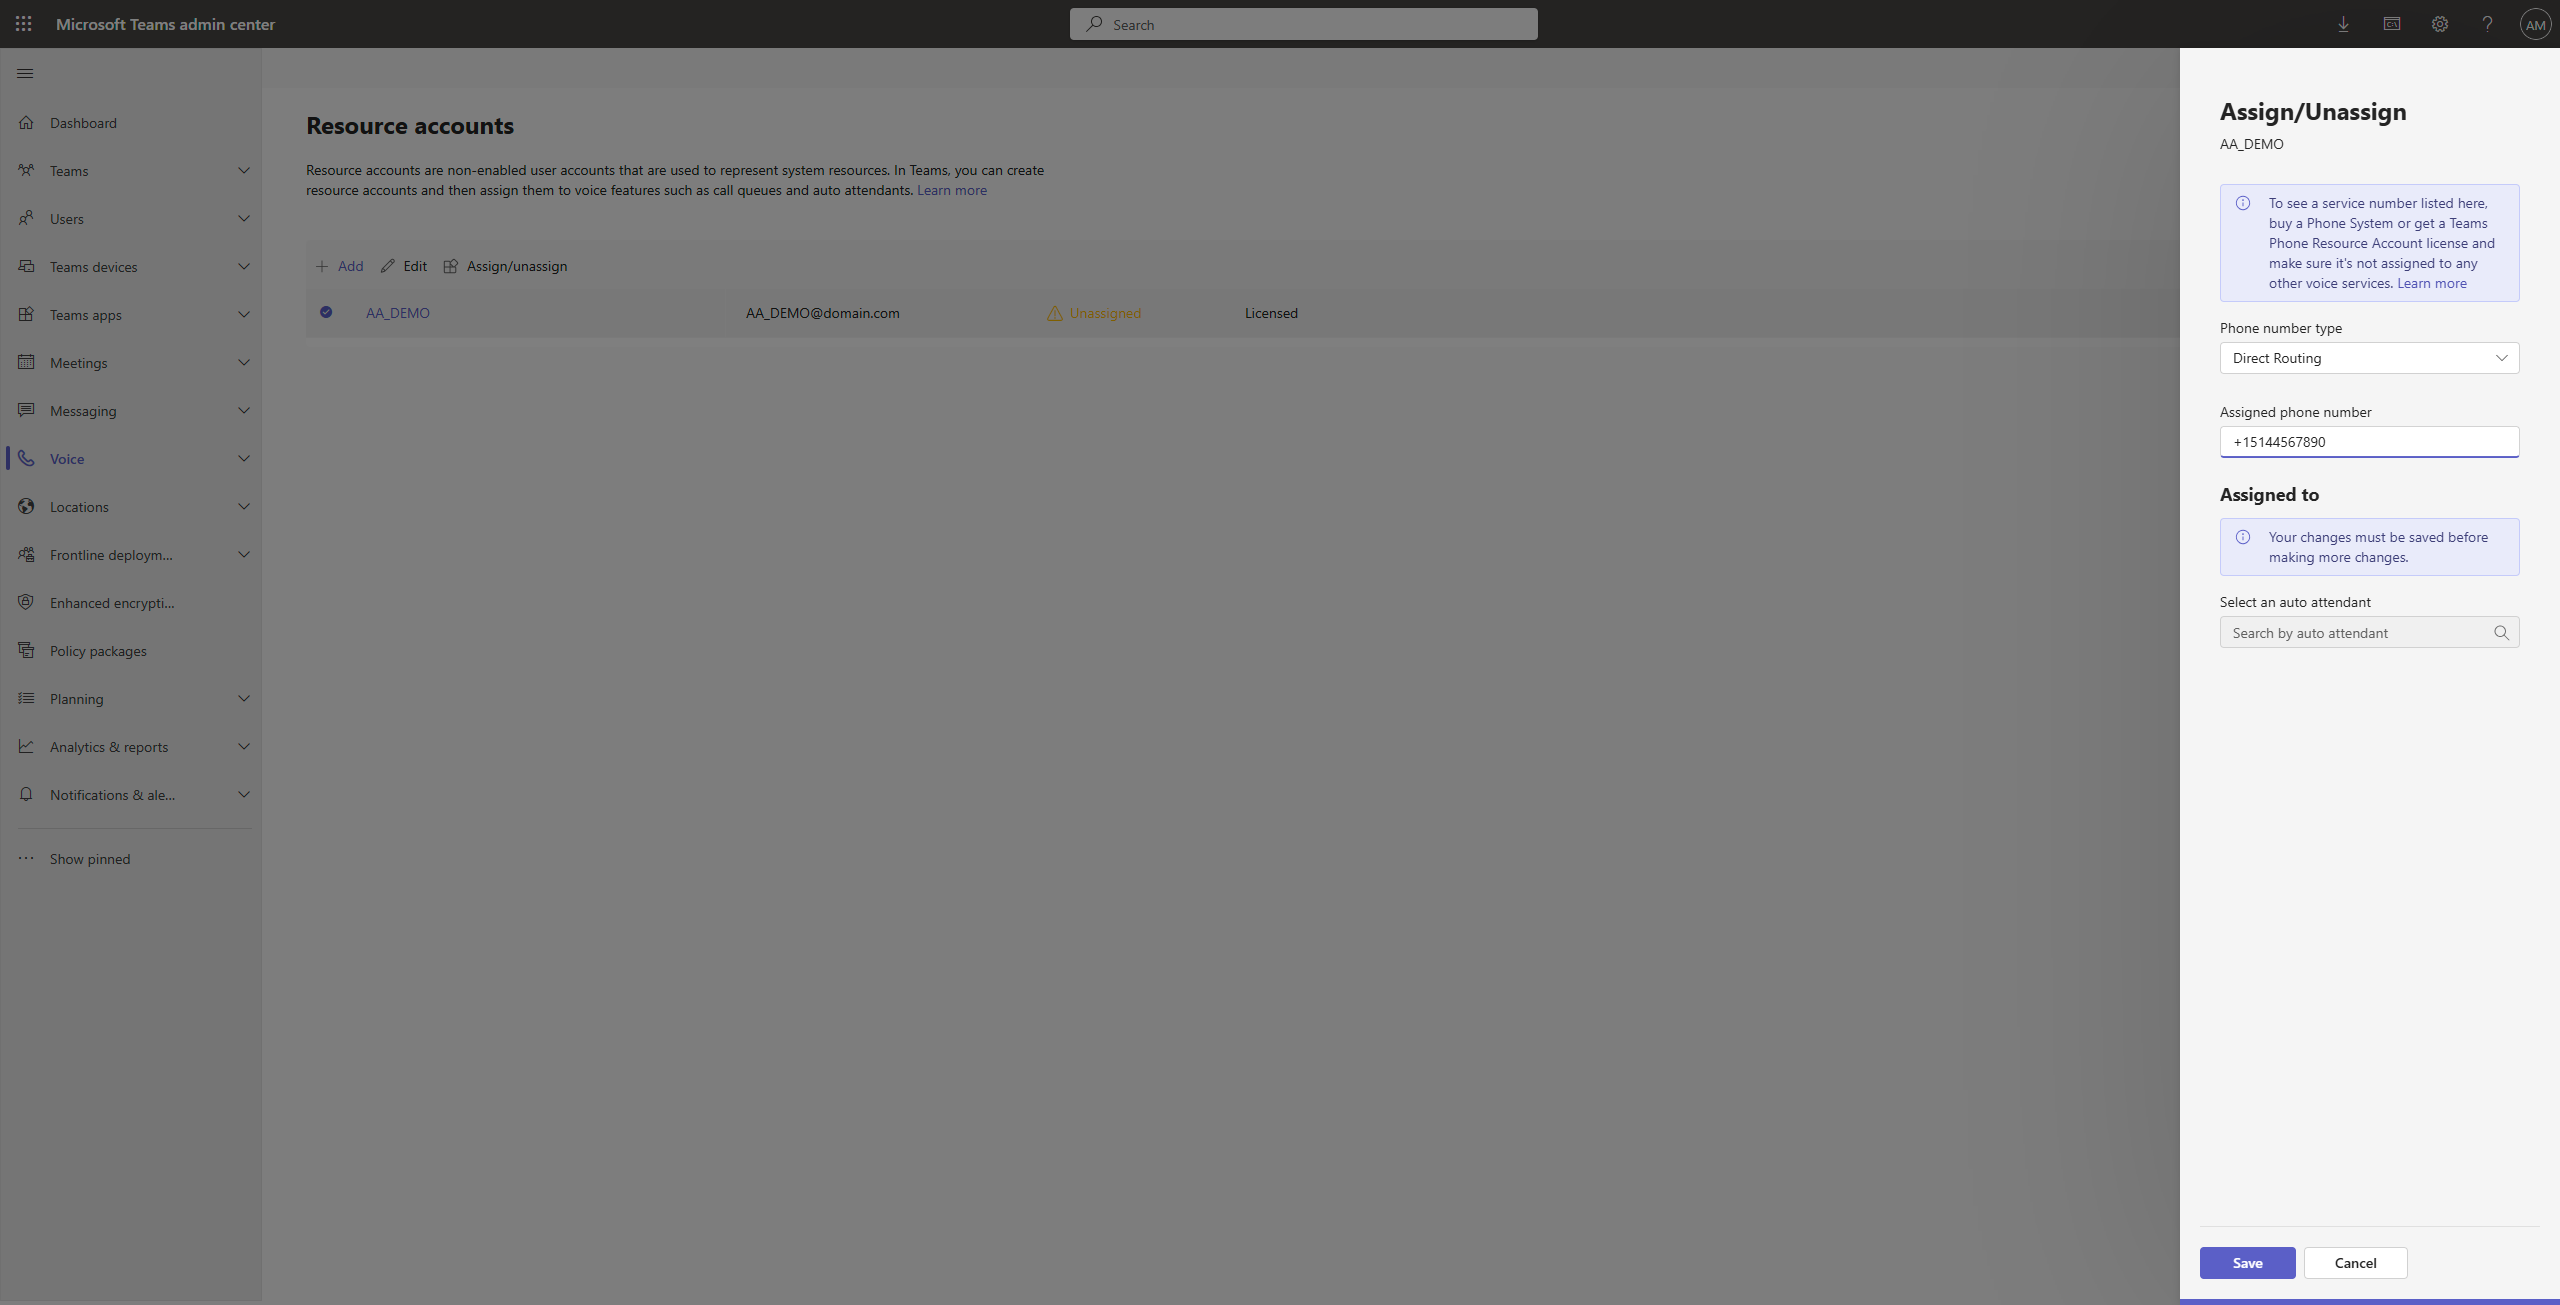 Microsoft Teams admin center
Search
AM
Dashboard
Teams
Users
Teams devices
Teams apps
Meetings
Messaging
Voice
Locations
Frontline deploym...
Enhanced encrypti...
Policy packages
Planning
Analytics & reports
Notifications & ale...
Show pinned
Resource accounts
Resource accounts are non-enabled user accounts that are used to represent system resources. In Teams, you can create
resource accounts and then assign them to voice features such as call queues and auto attendants. Learn more
Add Edit Assign/unassign
AA_DEMO AA_DEMO@domain.com Unassigned Licensed
Assign/Unassign
AA_DEMO
To see a service number listed here,
buy a Phone System or get a Teams
Phone Resource Account license and
make sure it's not assigned to any
other voice services. Learn more
Phone number type
Direct Routing
Assigned phone number
+15144567890
Assigned to
Your changes must be saved before
making more changes.
Select an auto attendant
Search by auto attendant
Save Cancel